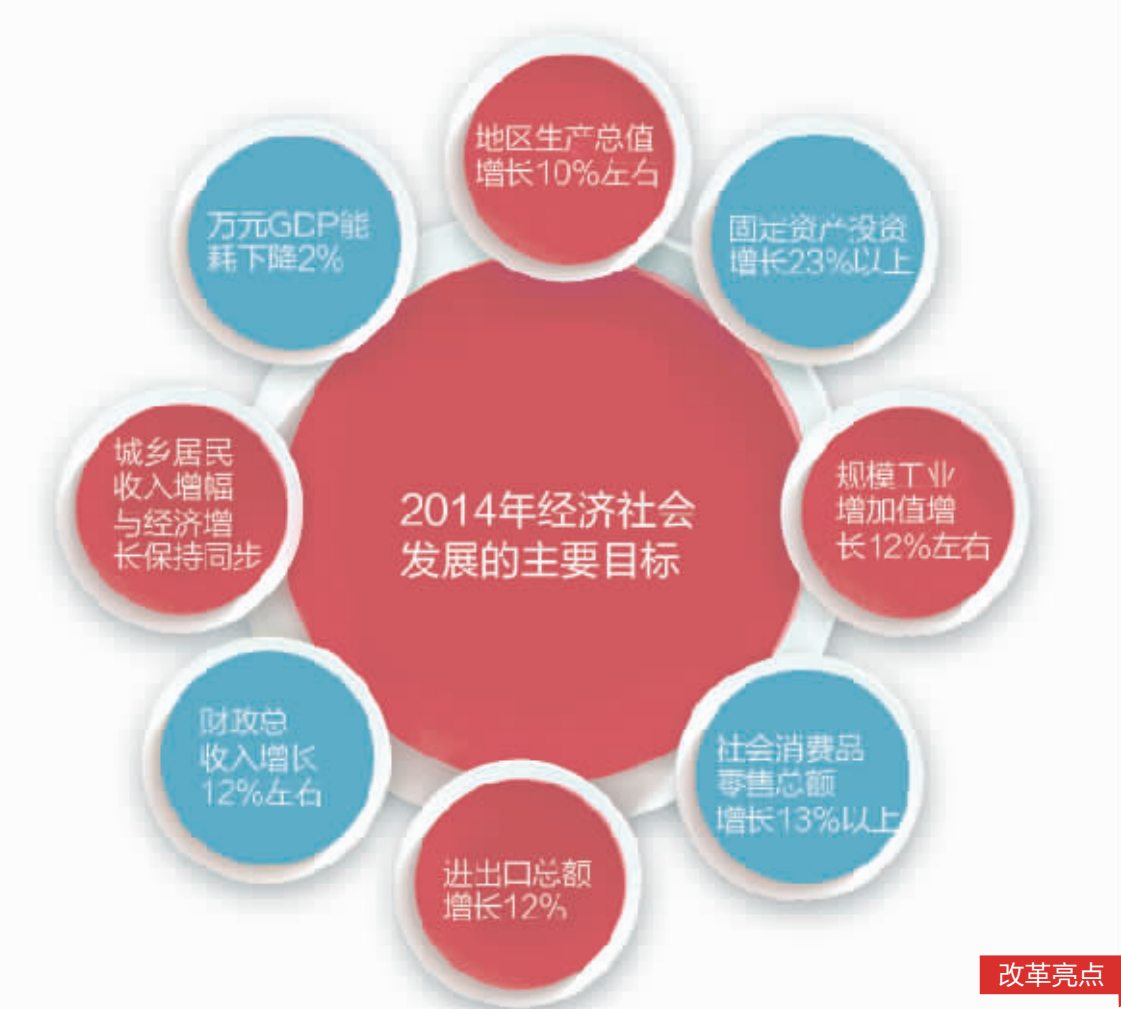 地区生产总值
增长10%左右
固定资产投资
增长23%以上
规模工业
增加值增
长12%左右
社会消费品
零售总额
增长13%以上
进出口总额
增长12%
财政总
收入增长
12%左右
城乡居民
收入增幅
与经济增
长保持同步
万元GDP能
耗下降2%
2014年经济社会
发展的主要目标
改革亮点